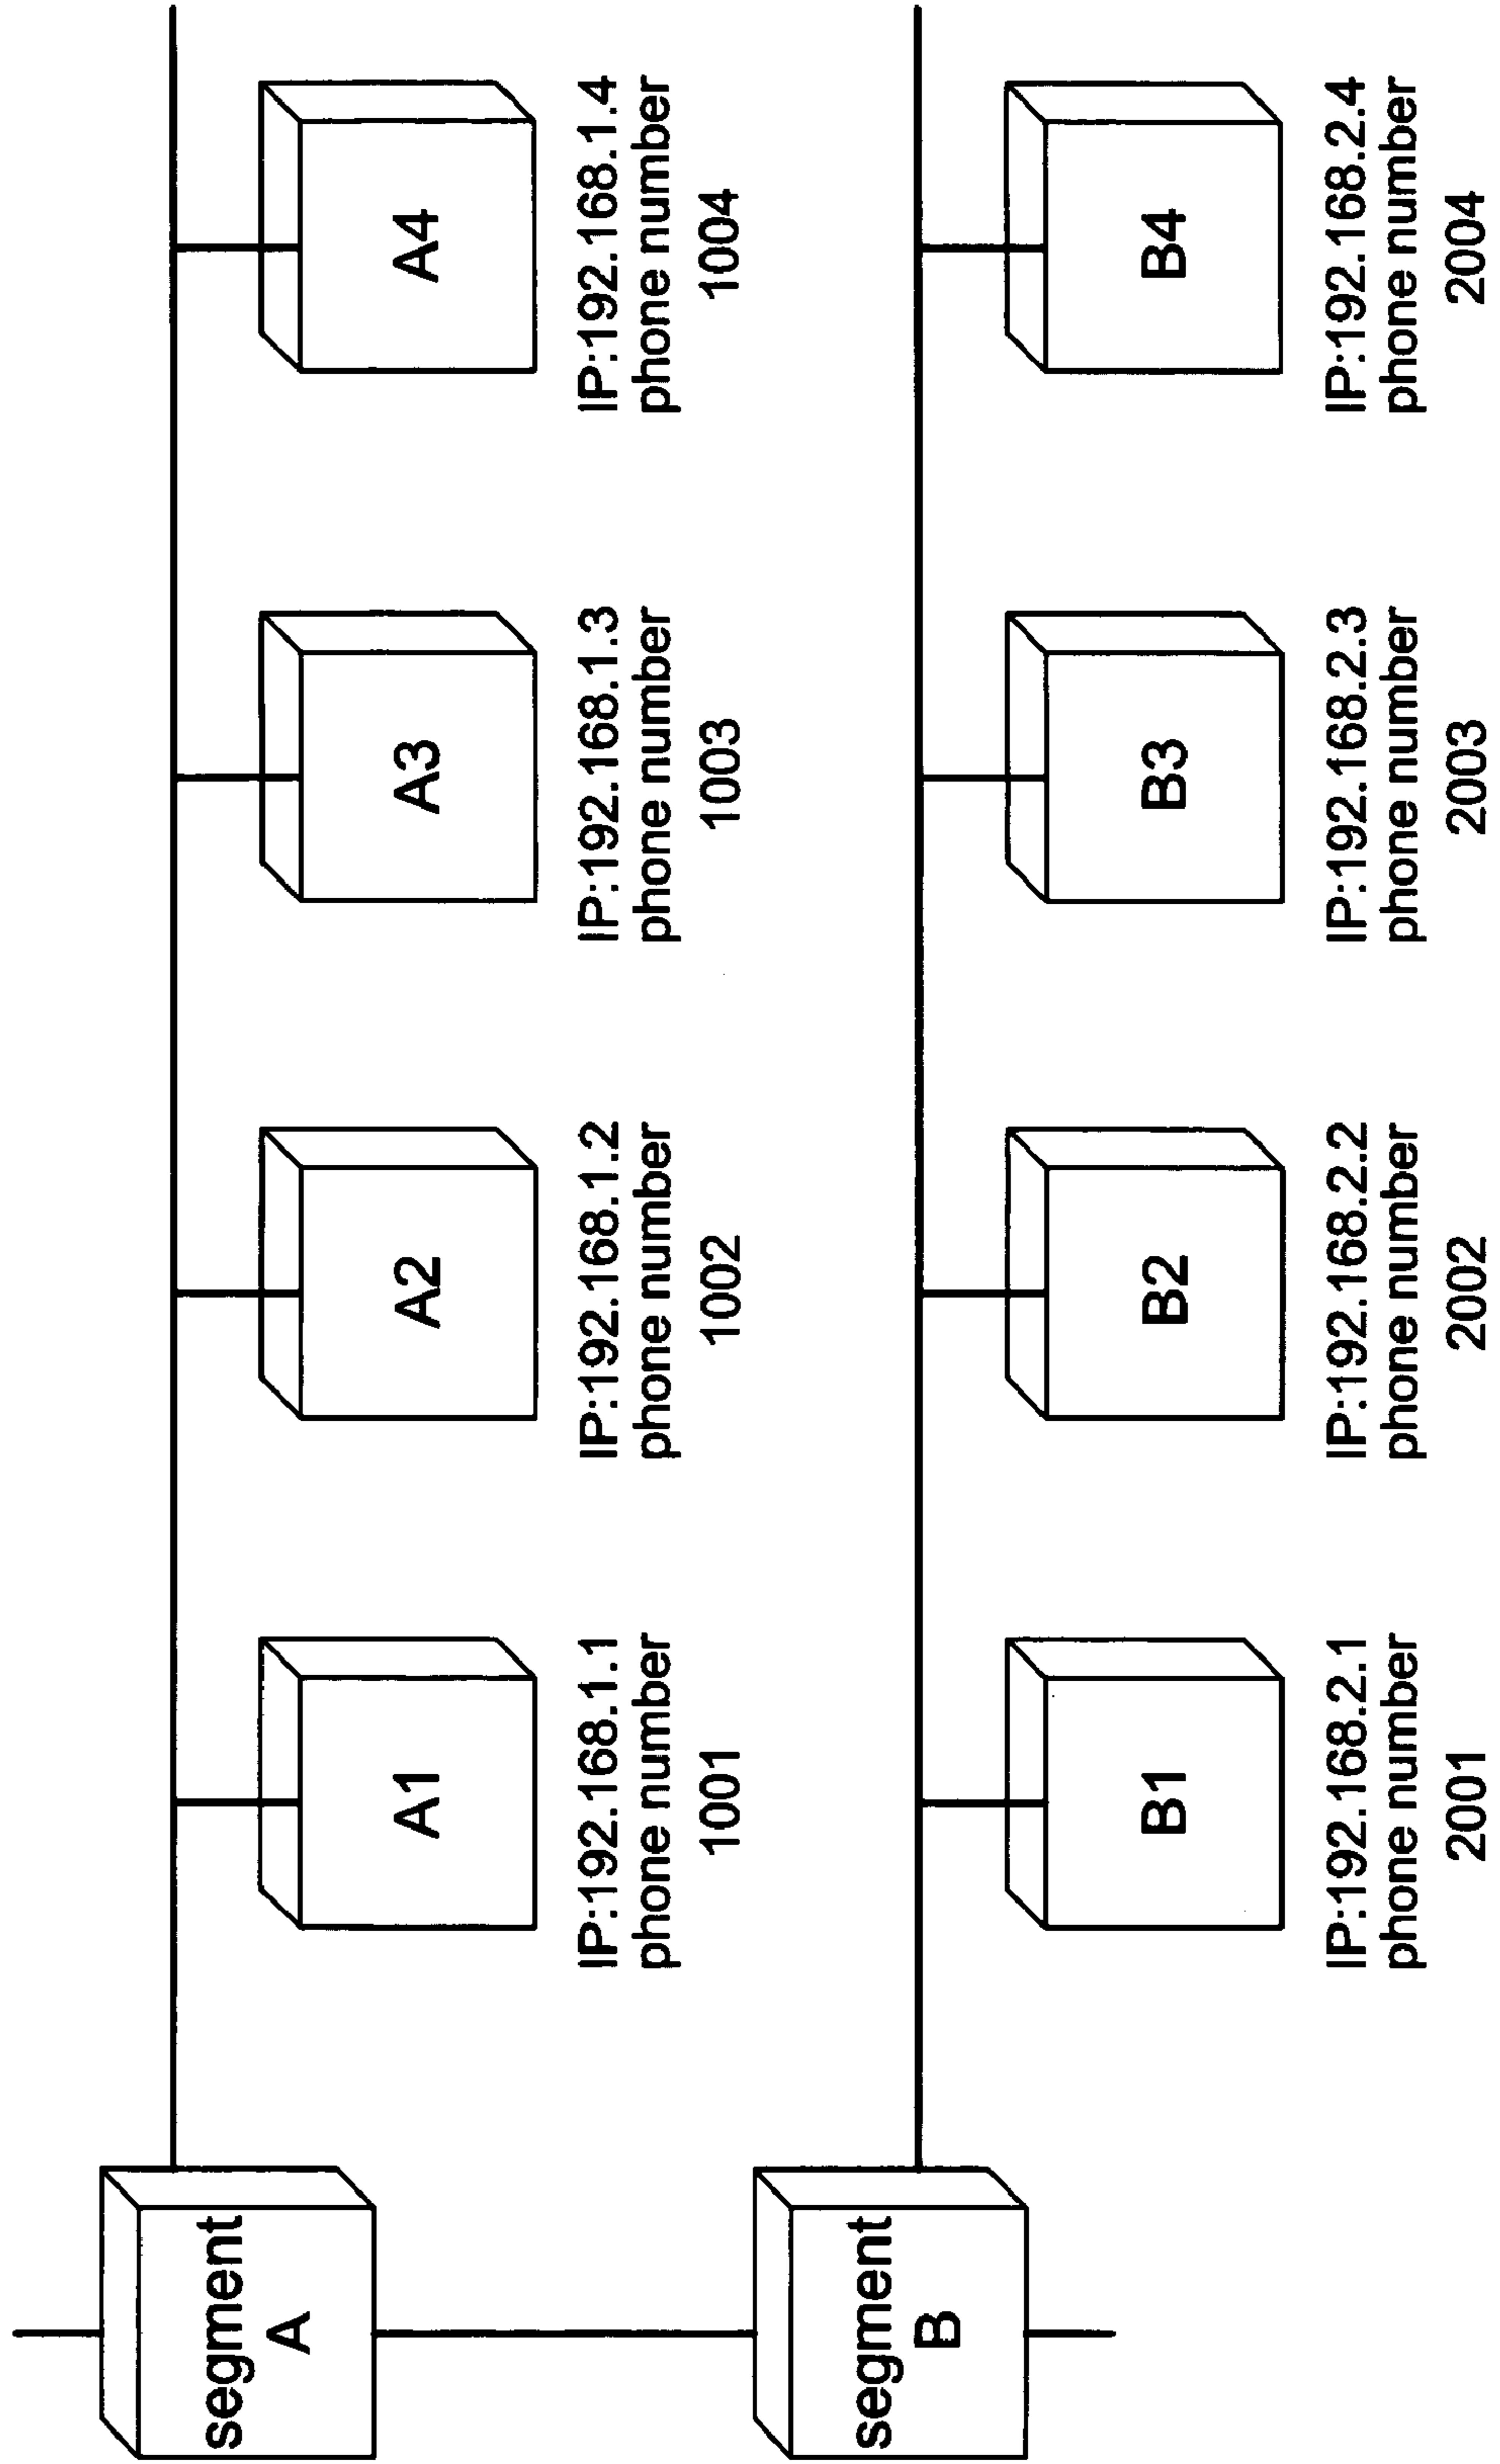 segment
A
A1
IP:192.168.1.1
phone number
1001
A2
IP:192.168.1.2
phone number
1002
A3
IP:192.168.1.3
phone number
1003
A4
IP:192.168.1.4
phone number
1004
segment
B
B1
IP:192.168.2.1
phone number
2001
B2
IP:192.168.2.2
phone number
2002
B3
IP:192.168.2.3
phone number
2003
B4
IP:192.168.2.4
phone number
2004